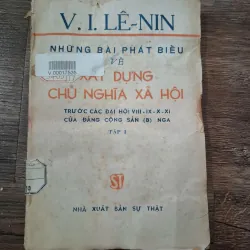 V. I. LÊ-NIN
NHỮNG BÀI PHÁT BIỂU
VỀ
XÂY DỰNG
CHỦ NGHĨA XÃ HỘI
TRƯỚC CÁC ĐẠI HỘI VIII-IX-X-XI
CỦA ĐẢNG CỘNG SẢN (B) NGA
TẬP I
NHÀ XUẤT BẢN SỰ THẬT